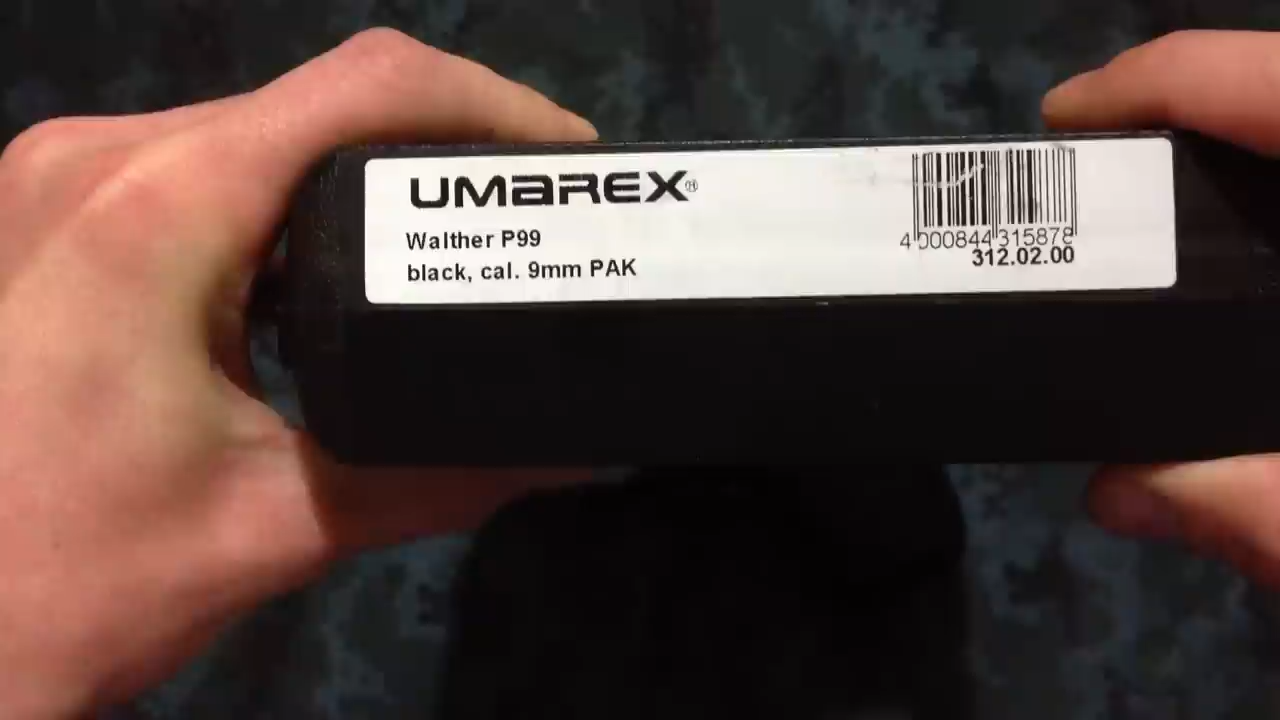 UMAREX®
Walther P99
black, cal. 9mm PAK
4 000844 315878
312.02.00